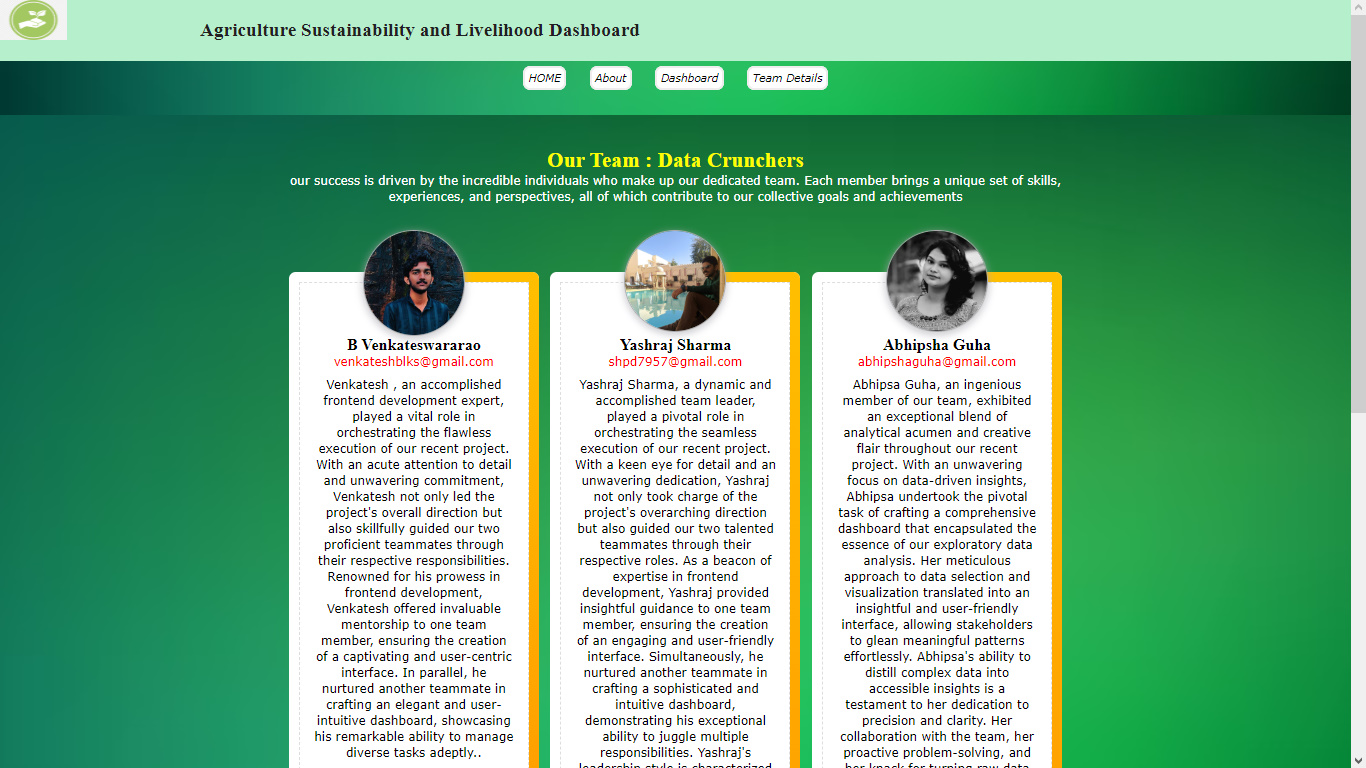 Agriculture Sustainability and Livelihood Dashboard
HOME
About
Dashboard
Team Details
Our Team : Data Crunchers
our success is driven by the incredible individuals who make up our dedicated team. Each member brings a unique set of skills,
experiences, and perspectives, all of which contribute to our collective goals and achievements
B Venkateswararao
venkateshblks@gmail.com
Venkatesh , an accomplished
frontend development expert,
played a vital role in
orchestrating the flawless
execution of our recent project.
With an acute attention to detail
and unwavering commitment,
Venkatesh not only led the
project's overall direction but
also skillfully guided our two
proficient teammates through
their respective responsibilities.
Renowned for his prowess in
frontend development,
Venkatesh offered invaluable
mentorship to one team
member, ensuring the creation
of a captivating and user-centric
interface. In parallel, he
nurtured another teammate in
crafting an elegant and user-
intuitive dashboard, showcasing
his remarkable ability to manage
diverse tasks adeptly..
Yashraj Sharma
shpd7957@gmail.com
Yashraj Sharma, a dynamic and
accomplished team leader,
played a pivotal role in
orchestrating the seamless
execution of our recent project.
With a keen eye for detail and an
unwavering dedication, Yashraj
not only took charge of the
project's overarching direction
but also guided our two talented
teammates through their
respective roles. As a beacon of
expertise in frontend
development, Yashraj provided
insightful guidance to one team
member, ensuring the creation
of an engaging and user-friendly
interface. Simultaneously, he
nurtured another teammate in
crafting a sophisticated and
intuitive dashboard,
demonstrating his exceptional
ability to juggle multiple
responsibilities. Yashraj's
leadership style is characterized
Abhipsha Guha
abhipshaguha@gmail.com
Abhipsa Guha, an ingenious
member of our team, exhibited
an exceptional blend of
analytical acumen and creative
flair throughout our recent
project. With an unwavering
focus on data-driven insights,
Abhipsa undertook the pivotal
task of crafting a comprehensive
dashboard that encapsulated the
essence of our exploratory data
analysis. Her meticulous
approach to data selection and
visualization translated into an
insightful and user-friendly
interface, allowing stakeholders
to glean meaningful patterns
effortlessly. Abhipsa's ability to
distill complex data into
accessible insights is a
testament to her dedication to
precision and clarity. Her
collaboration with the team, her
proactive problem-solving, and
her knack for turning raw data